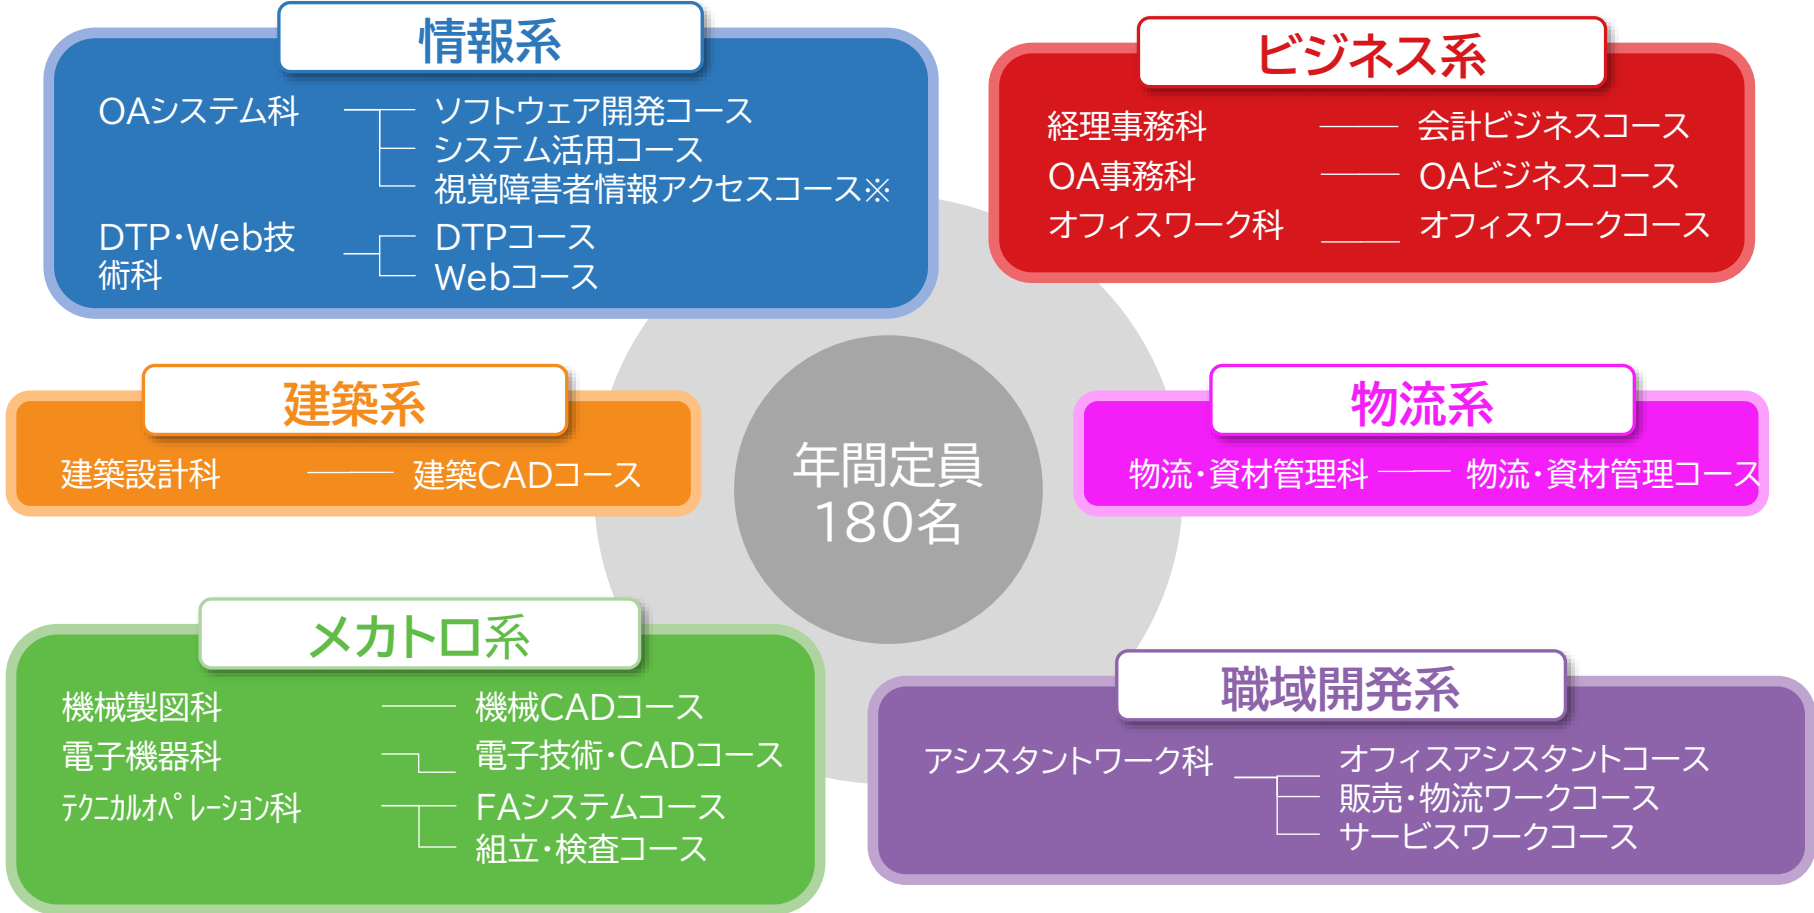 情報系
OAシステム科
ソフトウェア開発コース
システム活用コース
視覚障害者情報アクセスコース※
DTP・Web技
術科
DTPコース
Webコース
ビジネス系
経理事務科
会計ビジネスコース
OA事務科
OAビジネスコース
オフィスワーク科
オフィスワークコース
建築系
建築設計科
建築CADコース
年間定員
180名
物流系
物流・資材管理科
物流・資材管理コース
メカトロ系
機械製図科
機械CADコース
電子機器科
電子技術・CADコース
ﾃｸﾆｶﾙｵﾍﾟﾚｰｼｮﾝ科
FAシステムコース
組立・検査コース
職域開発系
アシスタントワーク科
オフィスアシスタントコース
販売・物流ワークコース
サービスワークコース